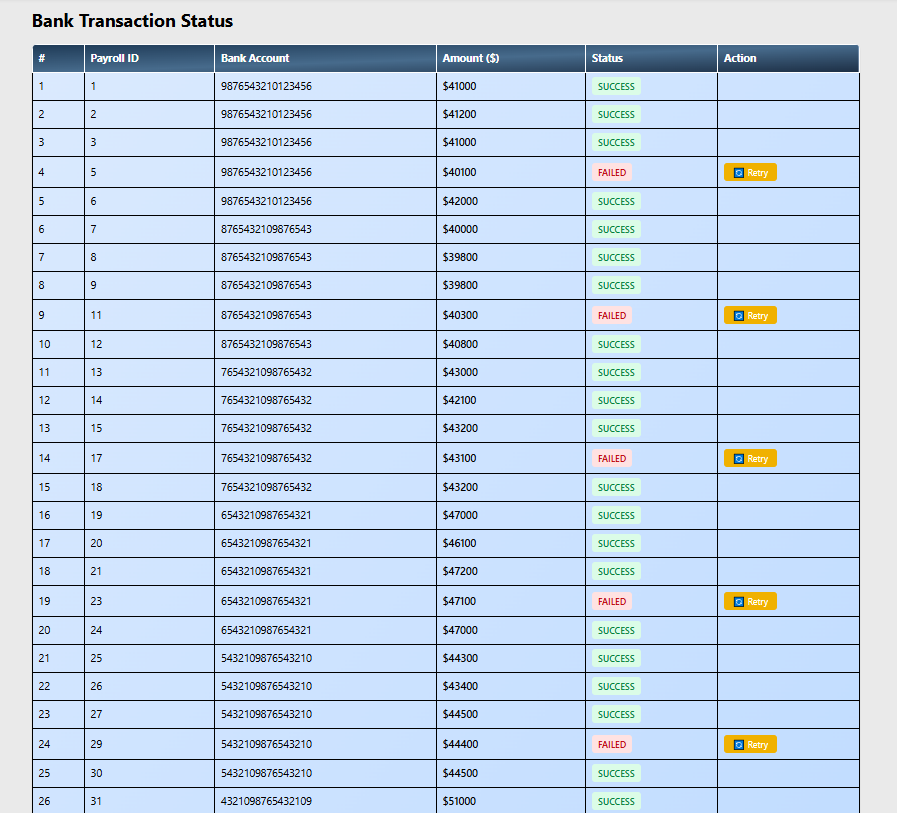 Bank Transaction Status
# Payroll ID Bank Account Amount ($) Status Action
1 1 9876543210123456 $41000 SUCCESS
2 2 9876543210123456 $41200 SUCCESS
3 3 9876543210123456 $41000 SUCCESS
4 5 9876543210123456 $40100 FAILED Retry
5 6 9876543210123456 $42000 SUCCESS
6 7 8765432109876543 $40000 SUCCESS
7 8 8765432109876543 $39800 SUCCESS
8 9 8765432109876543 $39800 SUCCESS
9 11 8765432109876543 $40300 FAILED Retry
10 12 8765432109876543 $40800 SUCCESS
11 13 7654321098765432 $43000 SUCCESS
12 14 7654321098765432 $42100 SUCCESS
13 15 7654321098765432 $43200 SUCCESS
14 17 7654321098765432 $43100 FAILED Retry
15 18 7654321098765432 $43200 SUCCESS
16 19 6543210987654321 $47000 SUCCESS
17 20 6543210987654321 $46100 SUCCESS
18 21 6543210987654321 $47200 SUCCESS
19 23 6543210987654321 $47100 FAILED Retry
20 24 6543210987654321 $47000 SUCCESS
21 25 5432109876543210 $44300 SUCCESS
22 26 5432109876543210 $43400 SUCCESS
23 27 5432109876543210 $44500 SUCCESS
24 29 5432109876543210 $44400 FAILED Retry
25 30 5432109876543210 $44500 SUCCESS
26 31 4321098765432109 $51000 SUCCESS